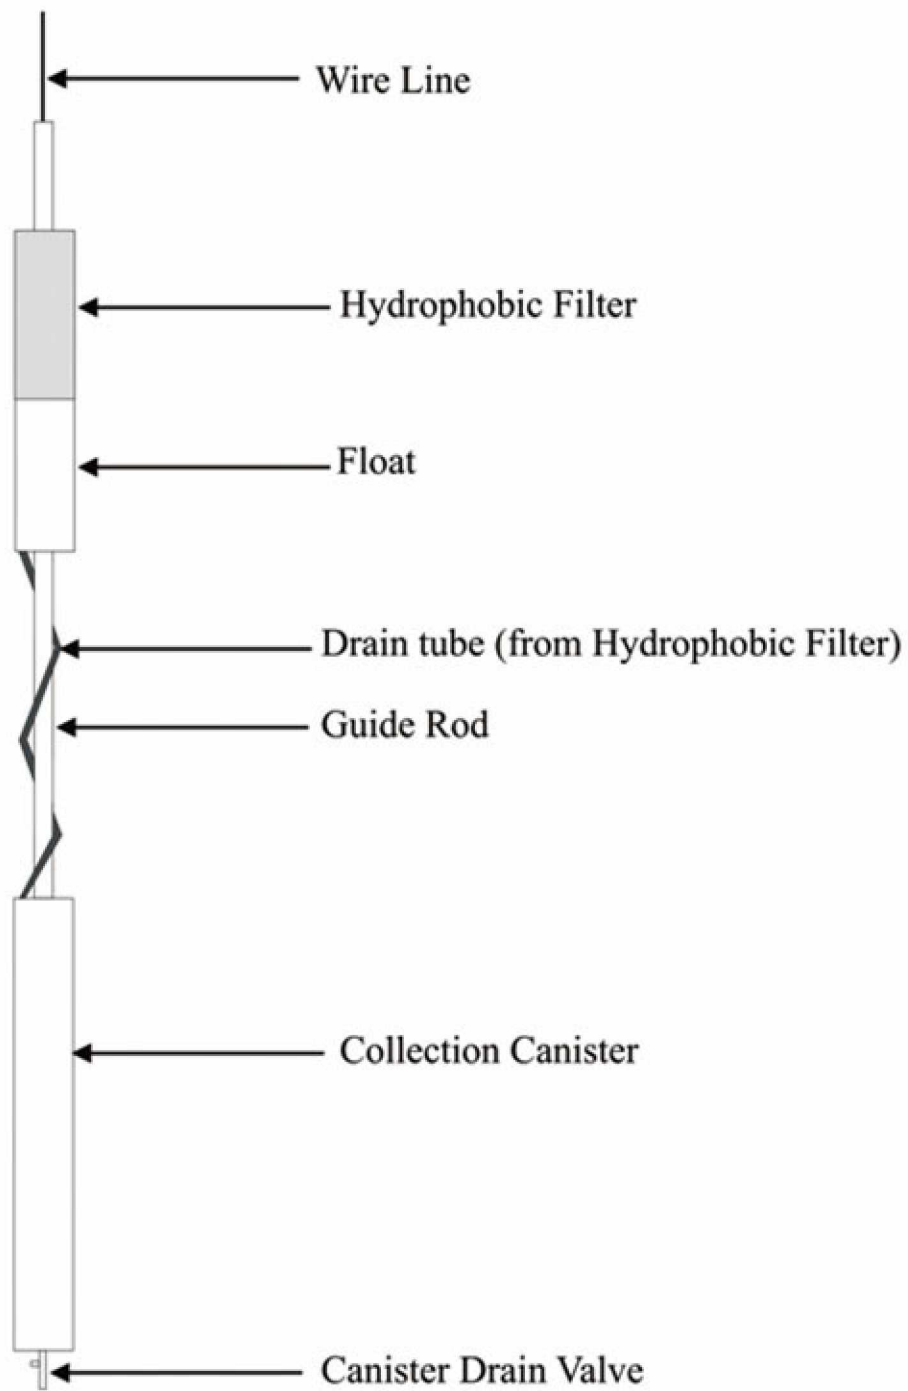 Wire Line
Hydrophobic Filter
Float
Drain tube (from Hydrophobic Filter)
Guide Rod
Collection Canister
Canister Drain Valve